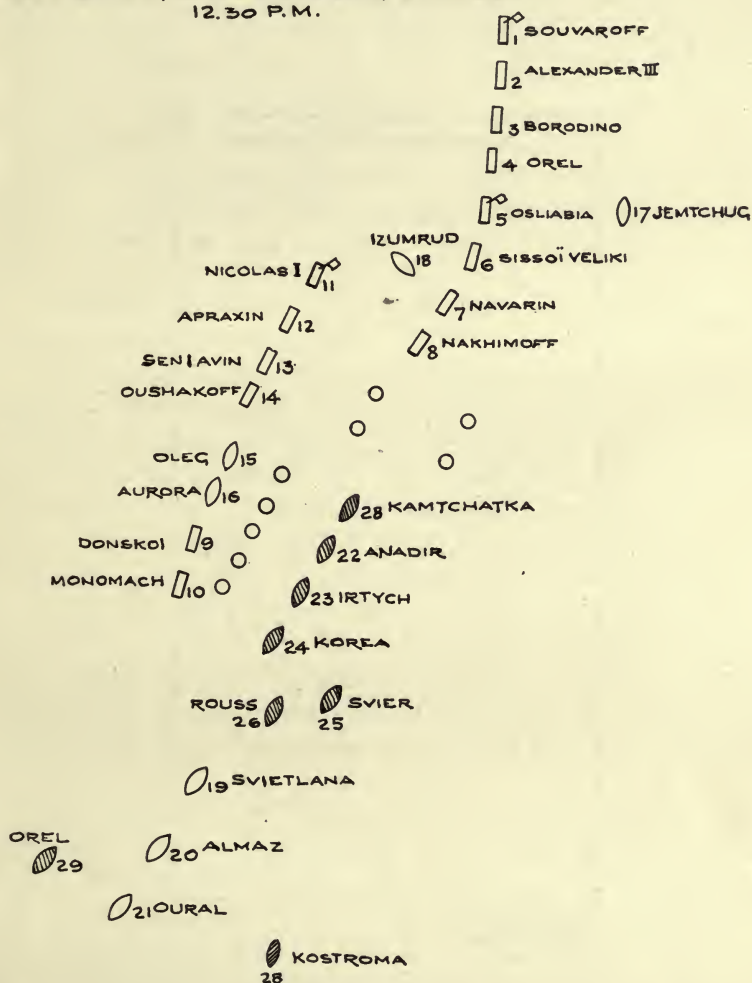 12.30 P.M.
1 SOUVAROFF
2 ALEXANDER III
3 BORODINO
4 OREL
5 OSLIABIA
17 JEMTCHUG
IZUMRUD
18
6 SISSOÏ VELIKI
NICOLAS I
11
7 NAVARIN
APRAXIN 12
8 NAKHIMOFF
SENIAVIN 13
OUSHAKOFF 14
OLEG 15
AURORA 16
28 KAMTCHATKA
DONSKOI 9
22 ANADIR
MONOMACH 10
23 IRTYCH
24 KOREA
ROUSS
26
SVIER
25
19 SVIETLANA
OREL
29
20 ALMAZ
21 OURAL
KOSTROMA
28